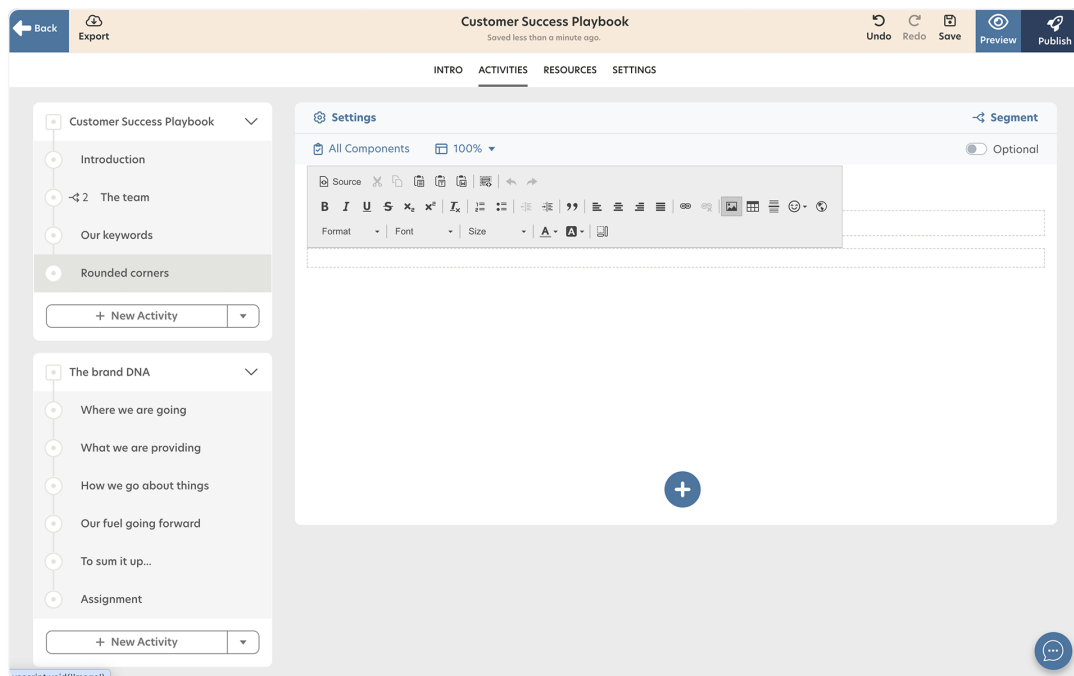 Back
Export
Customer Success Playbook
Saved less than a minute ago.
Undo
Redo
Save
Preview
Publish
INTRO
ACTIVITIES
RESOURCES
SETTINGS
Customer Success Playbook
Introduction
2 The team
Our keywords
Rounded corners
+ New Activity
The brand DNA
Where we are going
What we are providing
How we go about things
Our fuel going forward
To sum it up...
Assignment
+ New Activity
Settings
Segment
All Components
100%
Optional
Source
B I U S x₂ x² Tx
Format
Font
Size
A
A